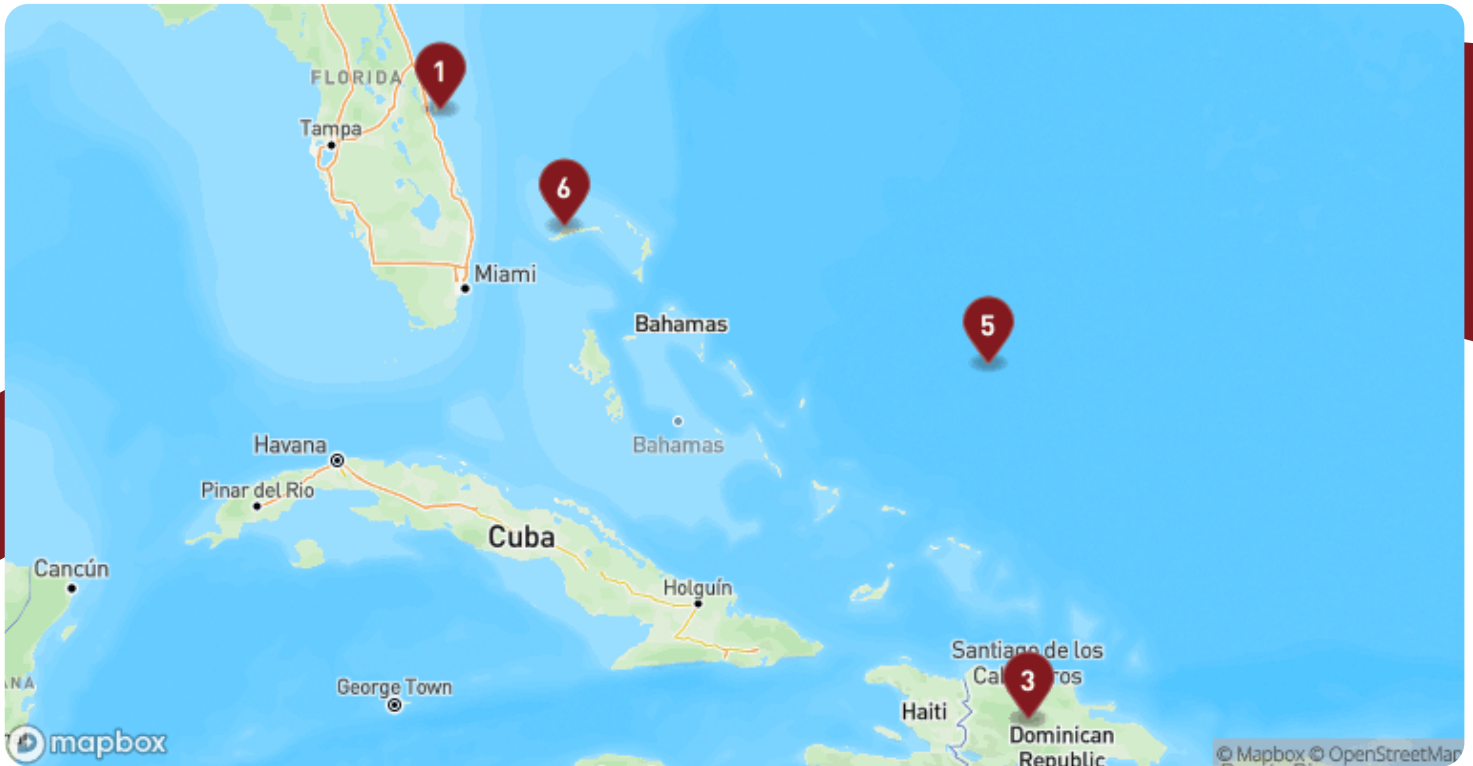 FLORIDA
1
Tampa
6
Miami
Bahamas
5
Havana
Bahamas
Pinar del Rio
Cuba
Cancún
Holguín
Santiago de los
3
George Town
Haiti
Dominican
Republic
mapbox
© Mapbox © OpenStreetMap